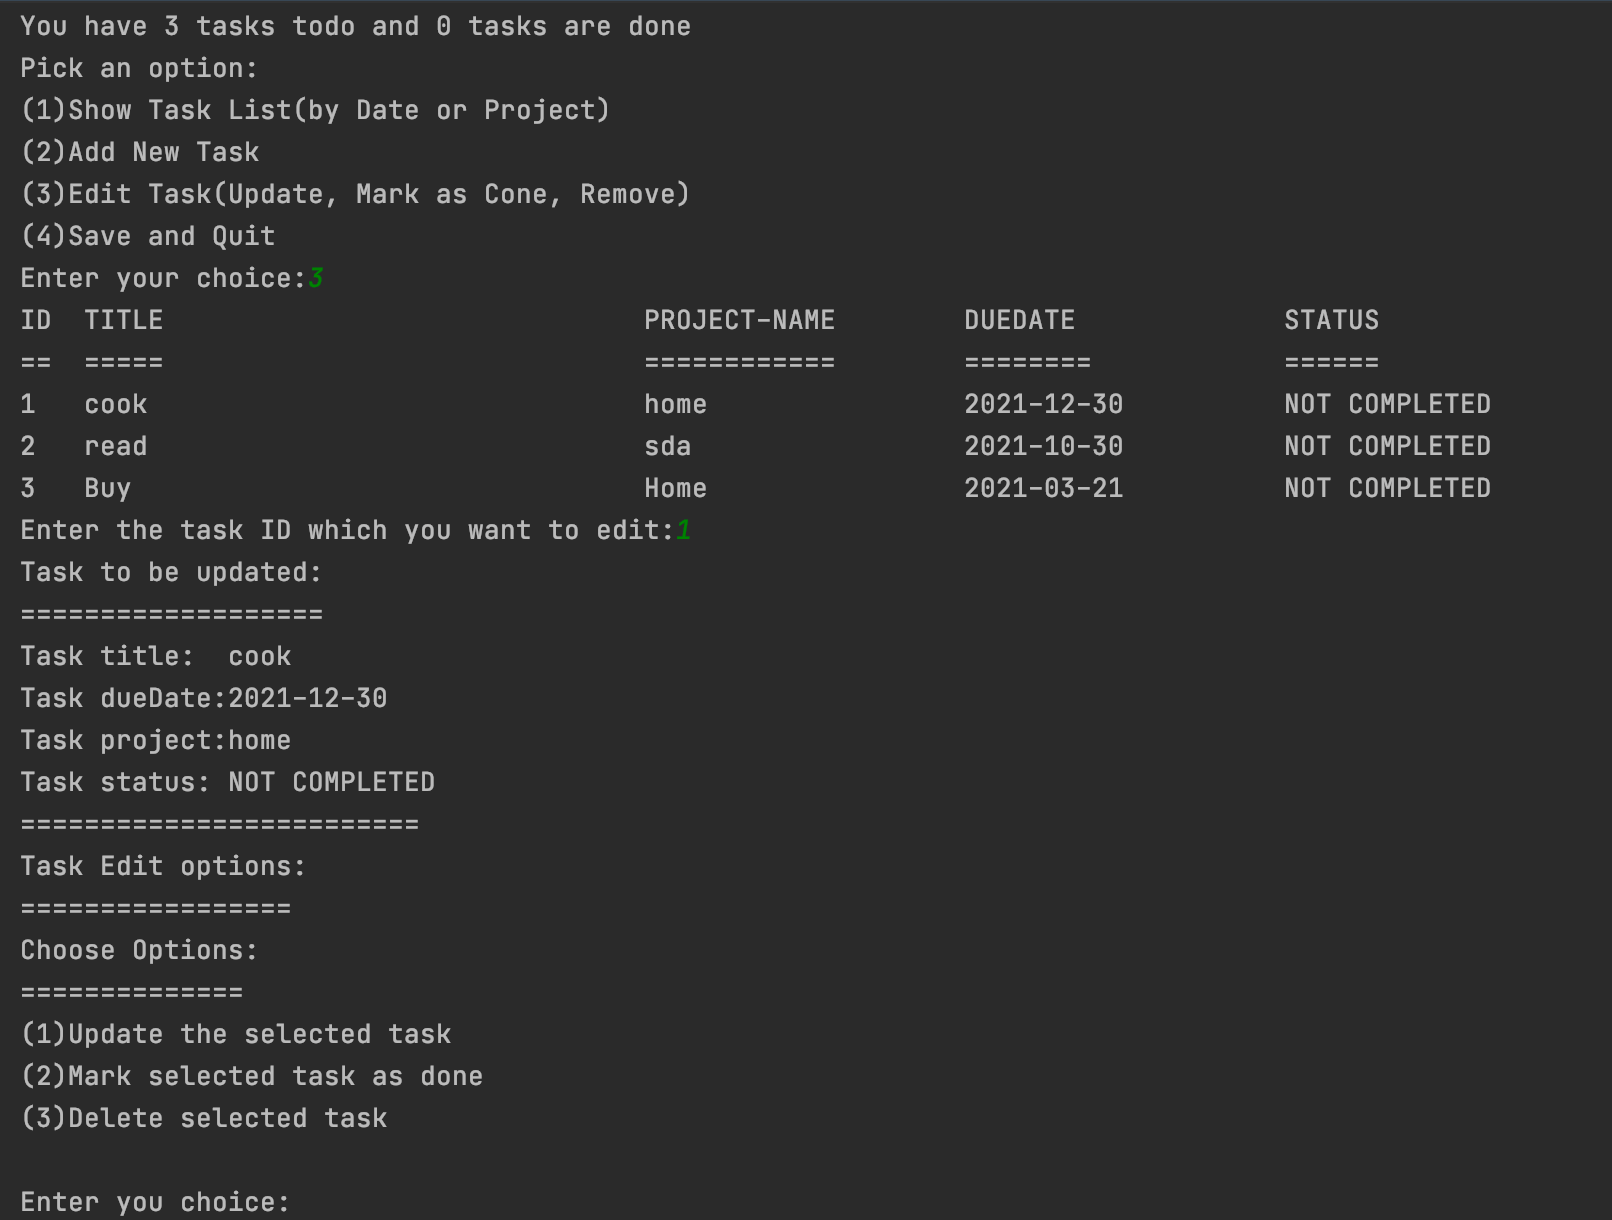 You have 3 tasks todo and 0 tasks are done
Pick an option:
(1)Show Task List(by Date or Project)
(2)Add New Task
(3)Edit Task(Update, Mark as Cone, Remove)
(4)Save and Quit
Enter your choice:3
ID  TITLE                              PROJECT-NAME        DUEDATE             STATUS
==  =====                              ============        ========            ======
1   cook                               home                2021-12-30          NOT COMPLETED
2   read                               sda                 2021-10-30          NOT COMPLETED
3   Buy                                Home                2021-03-21          NOT COMPLETED
Enter the task ID which you want to edit:1
Task to be updated:
===================
Task title:  cook
Task dueDate:2021-12-30
Task project:home
Task status: NOT COMPLETED
=========================
Task Edit options:
=================
Choose Options:
==============
(1)Update the selected task
(2)Mark selected task as done
(3)Delete selected task
Enter you choice: